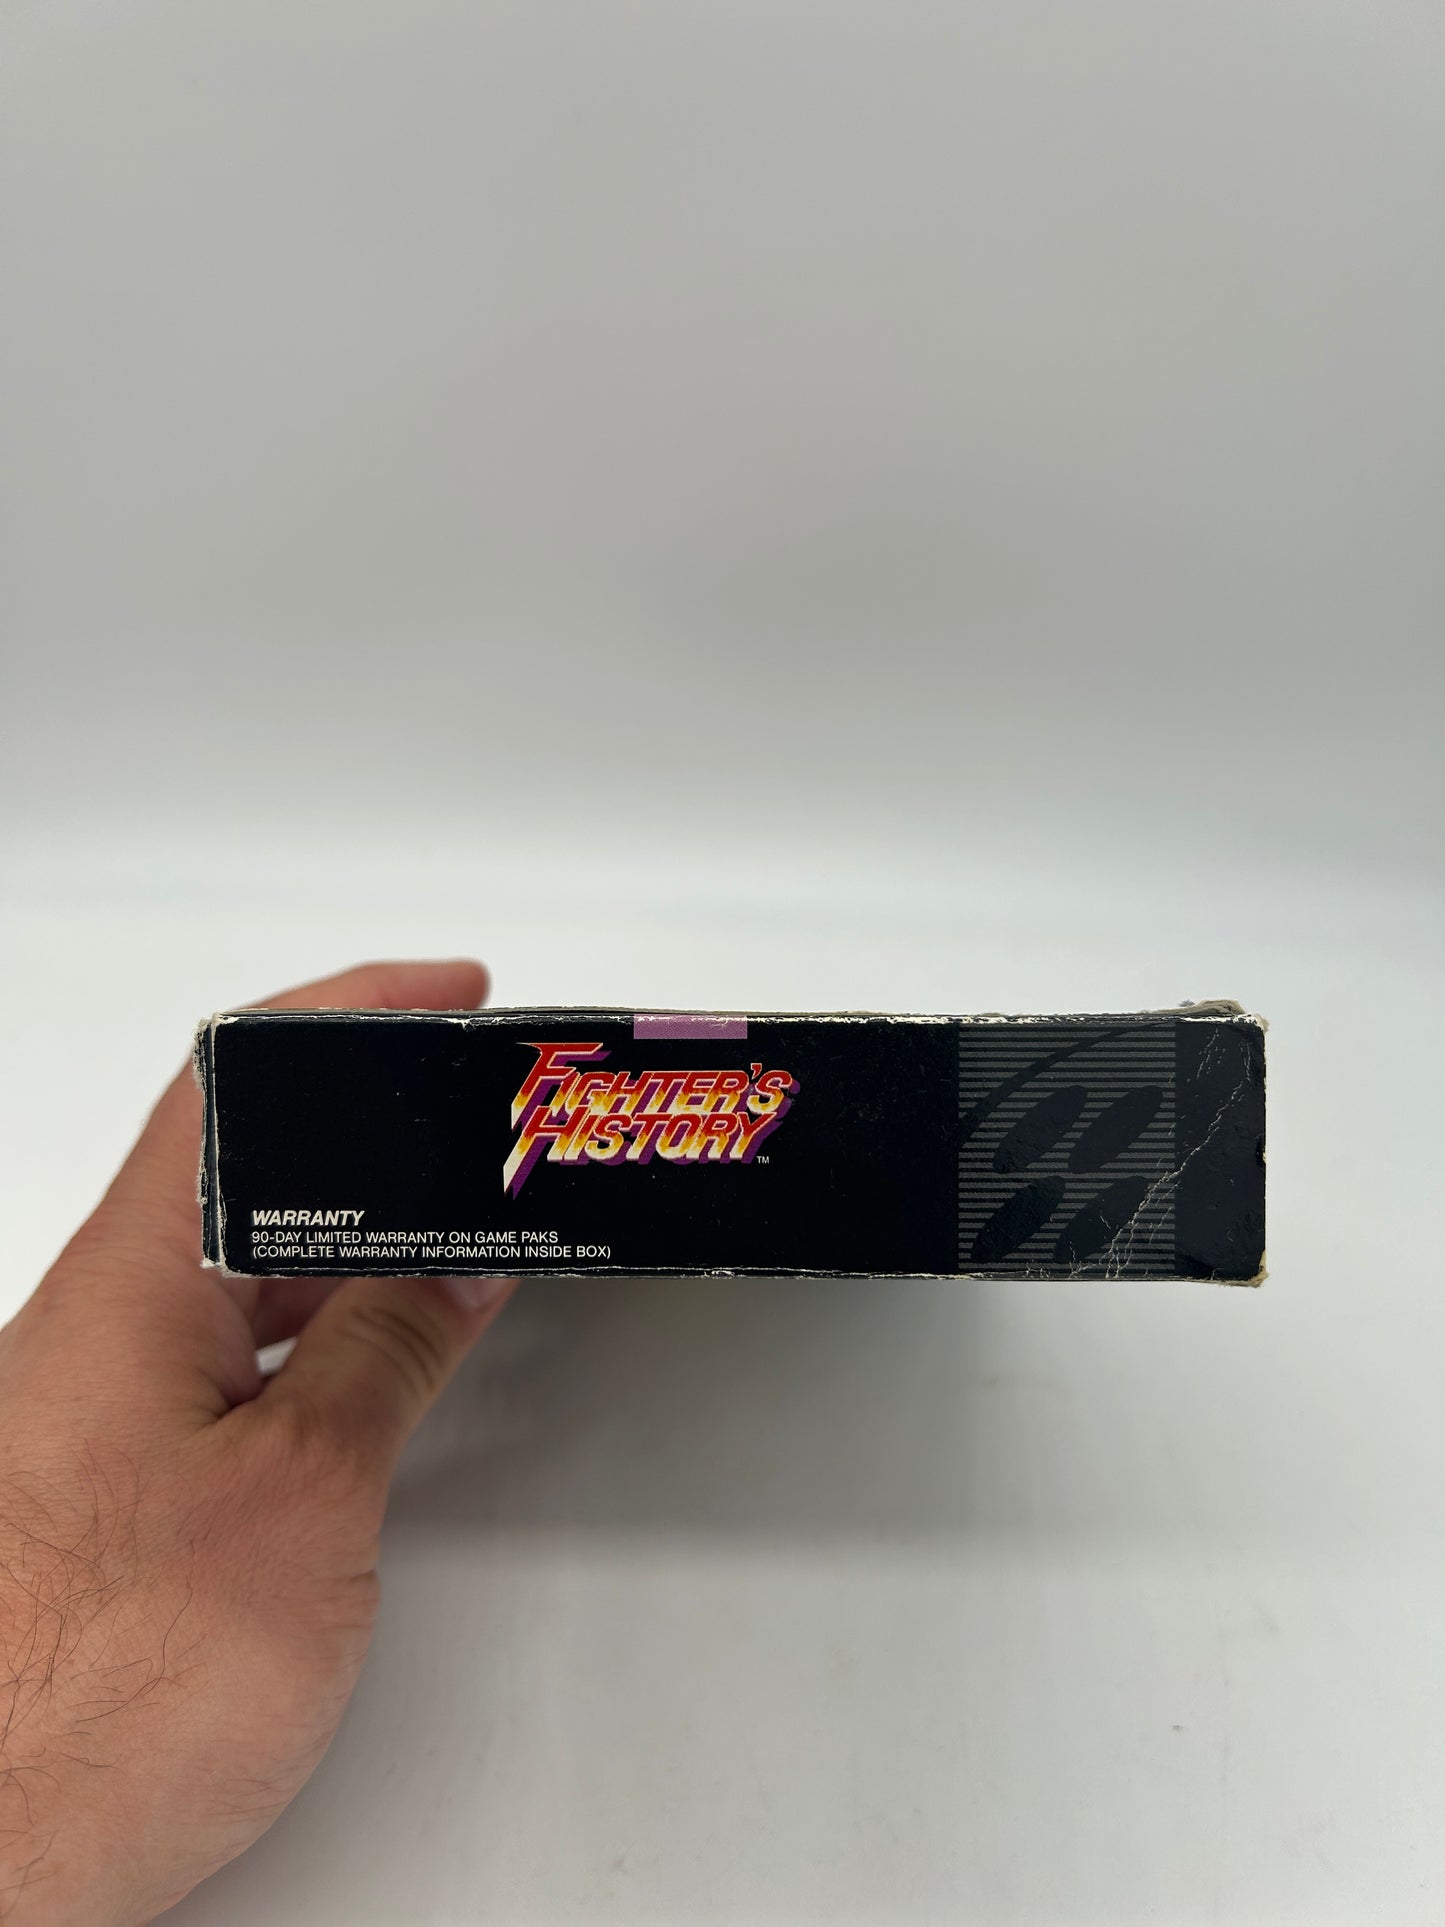 FIGHTER'S
HISTORY
TM
WARRANTY
90-DAY LIMITED WARRANTY ON GAME PAKS
(COMPLETE WARRANTY INFORMATION INSIDE BOX)